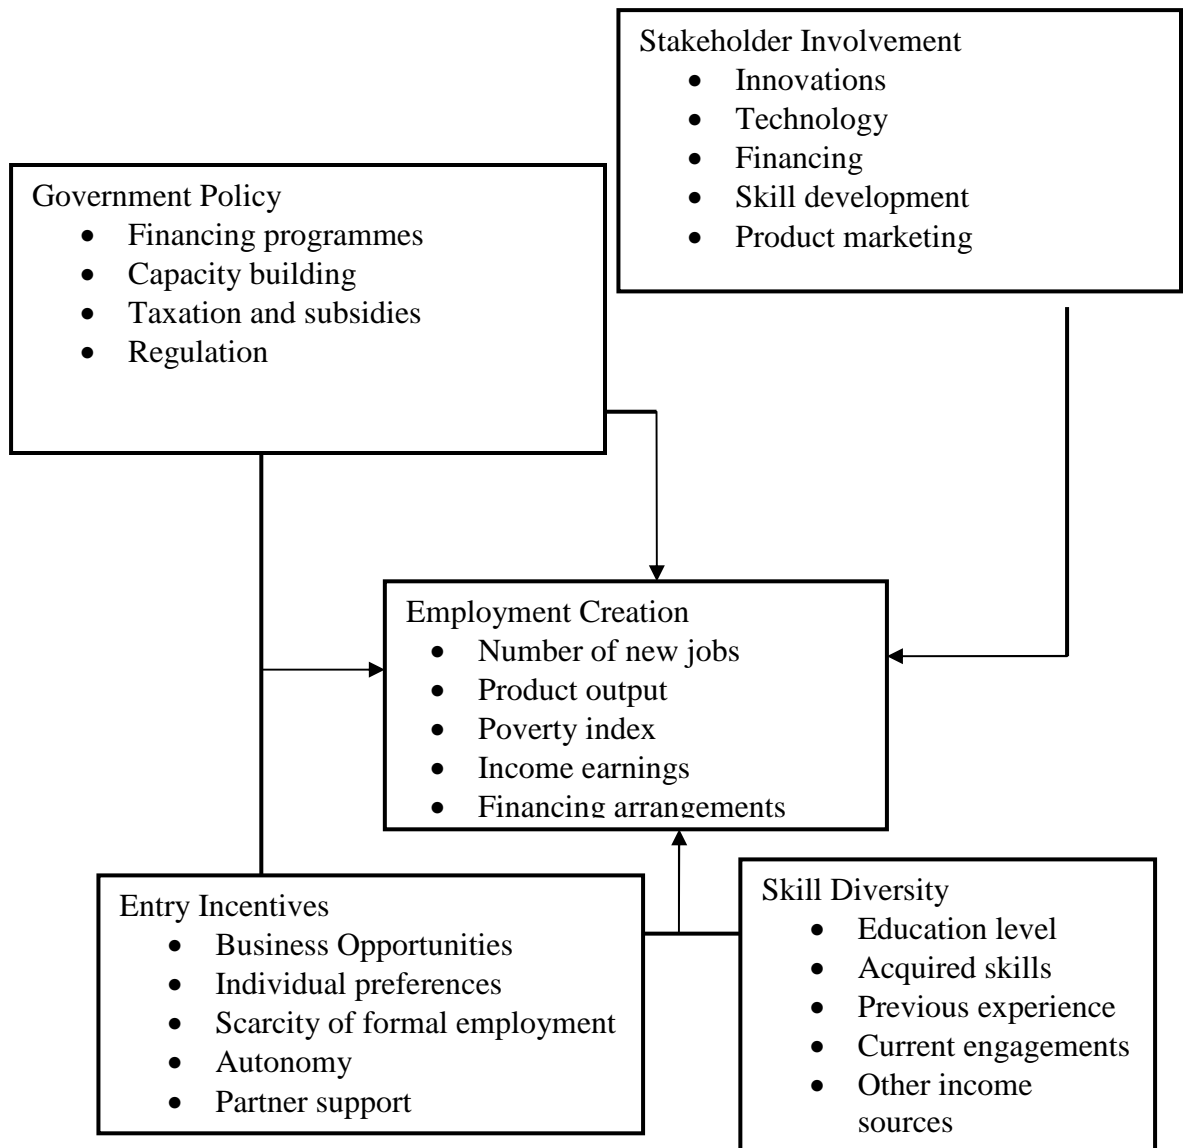 Stakeholder Involvement
• Innovations
• Technology
• Financing
• Skill development
• Product marketing
Government Policy
• Financing programmes
• Capacity building
• Taxation and subsidies
• Regulation
Employment Creation
• Number of new jobs
• Product output
• Poverty index
• Income earnings
• Financing arrangements
Entry Incentives
• Business Opportunities
• Individual preferences
• Scarcity of formal employment
• Autonomy
• Partner support
Skill Diversity
• Education level
• Acquired skills
• Previous experience
• Current engagements
• Other income
sources